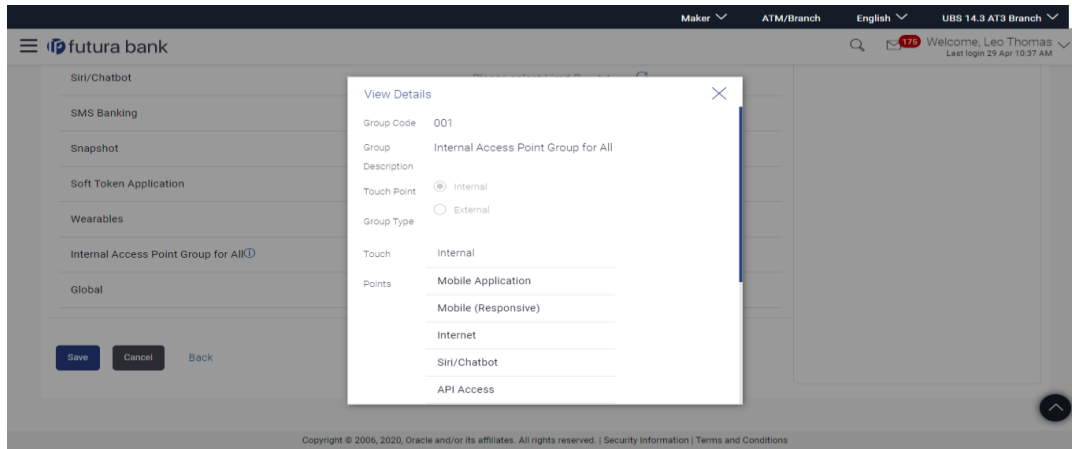 Maker ATM/Branch English UBS 14.3 AT3 Branch
futura bank 175 Welcome, Leo Thomas
Last login 29 Apr 10:37 AM
Siri/Chatbot
SMS Banking
Snapshot
Soft Token Application
Wearables
Internal Access Point Group for All
Global
Save Cancel Back
View Details
Group Code 001
Group Internal Access Point Group for All
Description
Touch Point Internal
External
Group Type
Touch Internal
Points Mobile Application
Mobile (Responsive)
Internet
Siri/Chatbot
API Access
Copyright © 2006, 2020, Oracle and/or its affiliates. All rights reserved. | Security Information | Terms and Conditions